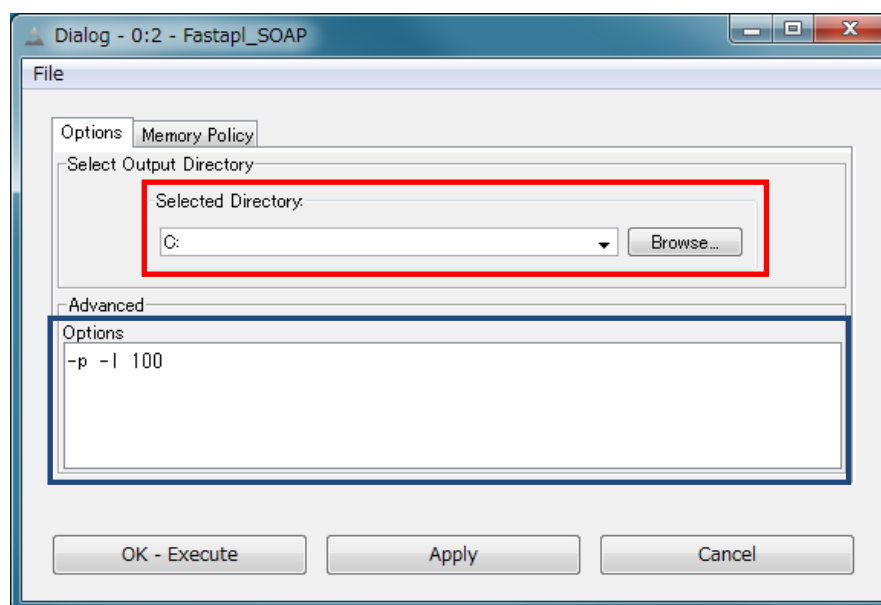 Dialog - 0:2 - Fastapl_SOAP
File
Options
Memory Policy
Select Output Directory
Selected Directory:
C:
Browse...
Advanced
Options
-p -l 100
OK - Execute
Apply
Cancel